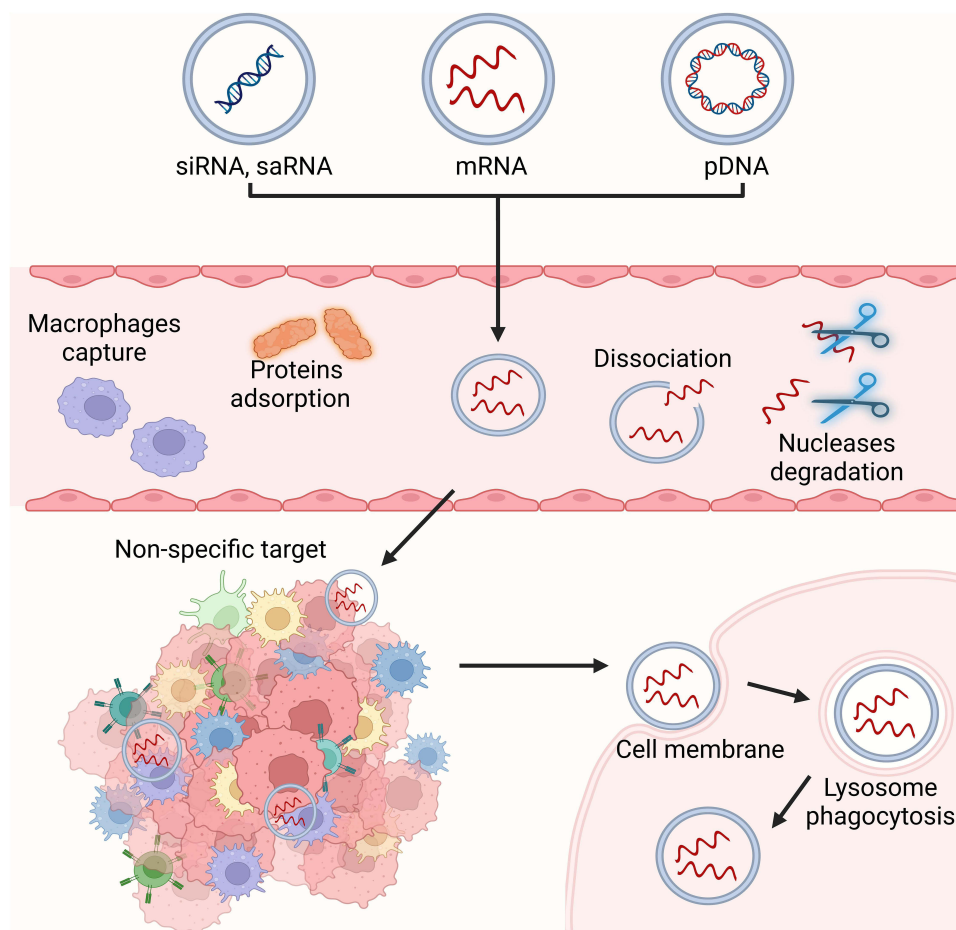 siRNA, saRNA
mRNA
pDNA
Macrophages
capture
Proteins
adsorption
Dissociation
Nucleases
degradation
Non-specific target
Cell membrane
Lysosome
phagocytosis